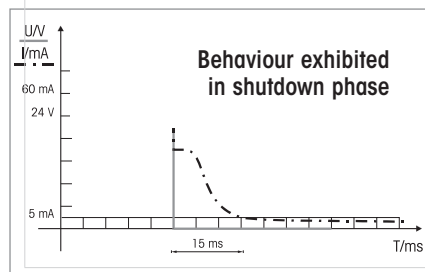 U/V
I/mA
Behaviour exhibited
in shutdown phase
60 mA
24 V
5 mA
15 ms
T/ms